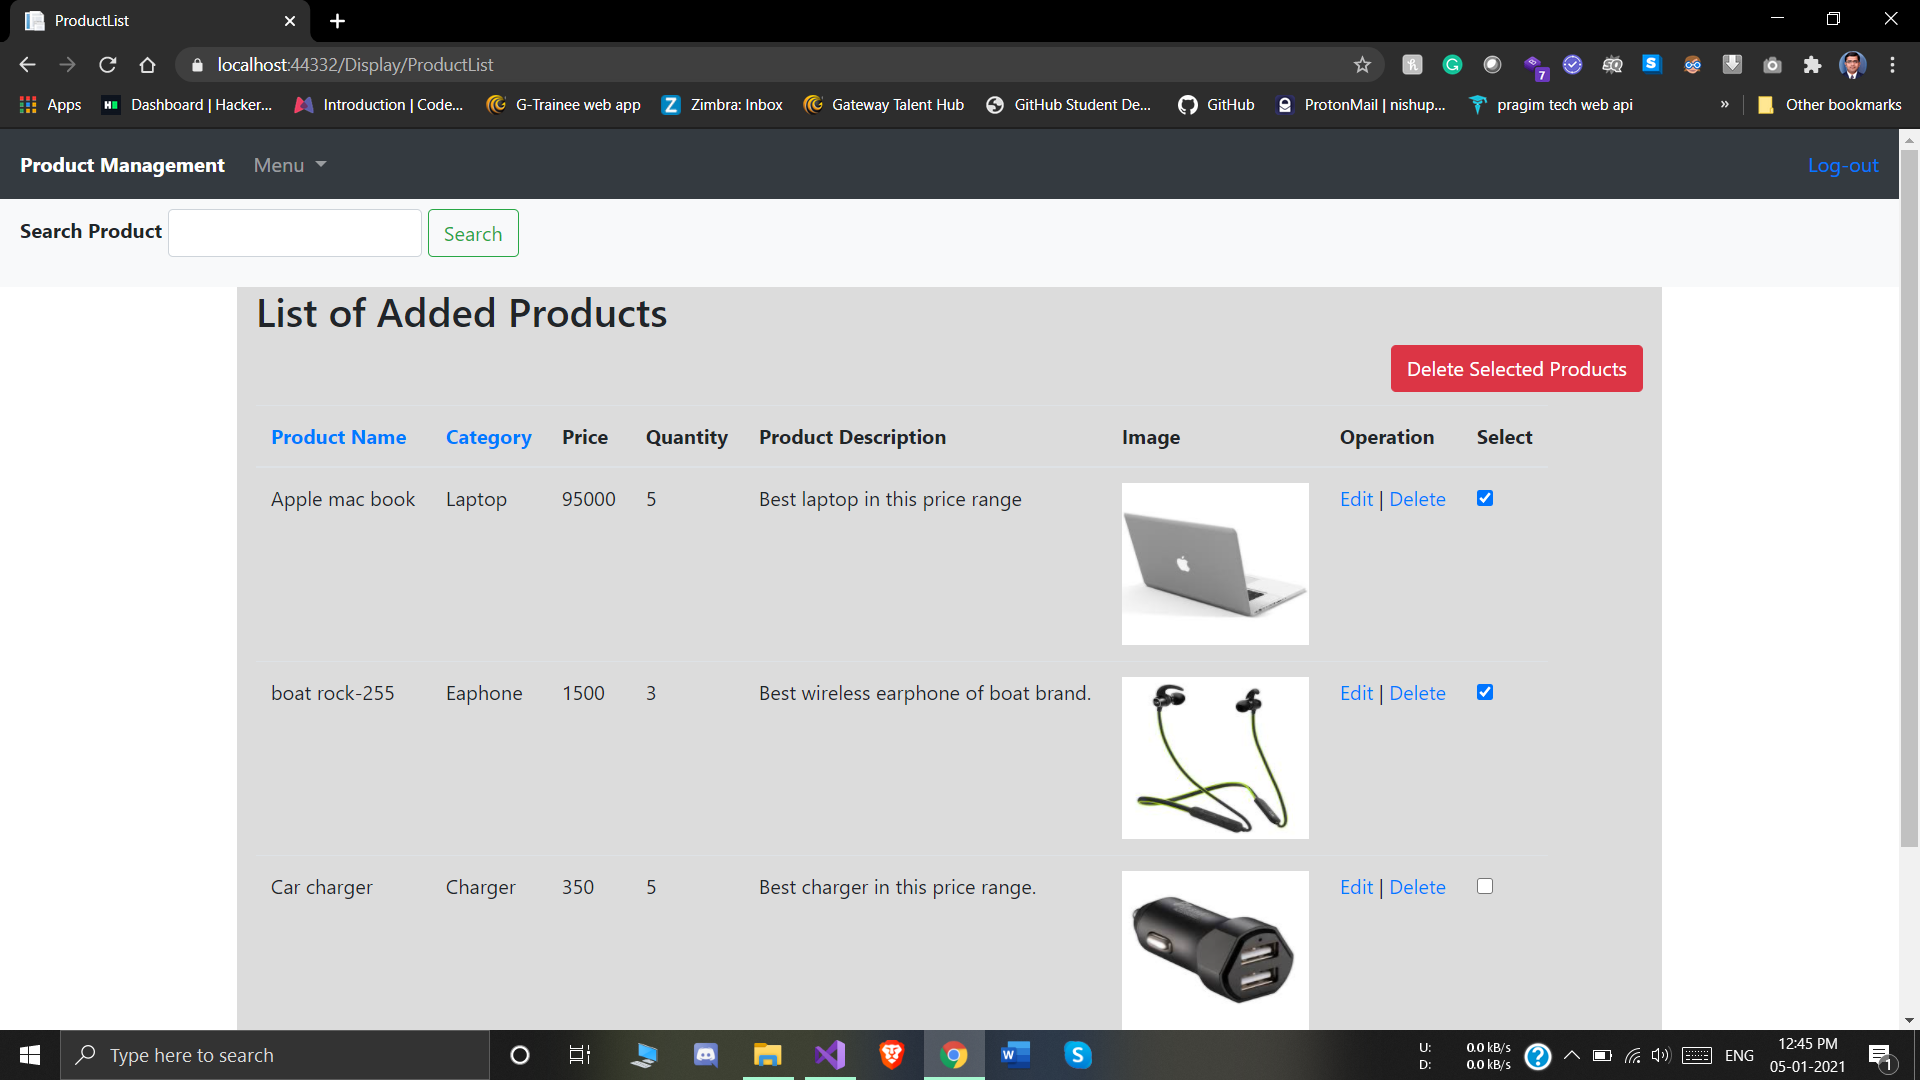 ProductList
localhost:44332/Display/ProductList
7
Apps Dashboard | Hacker... Introduction | Code... G-Trainee web app Zimbra: Inbox Gateway Talent Hub GitHub Student De... GitHub ProtonMail | nishup... pragim tech web api » Other bookmarks
Product Management Menu Log-out
Search Product Search
List of Added Products
Delete Selected Products
Product Name Category Price Quantity Product Description Image Operation Select
Apple mac book Laptop 95000 5 Best laptop in this price range Edit | Delete
boat rock-255 Eaphone 1500 3 Best wireless earphone of boat brand. Edit | Delete
Car charger Charger 350 5 Best charger in this price range. Edit | Delete
Type here to search
U: 0.0 kB/s
D: 0.0 kB/s
ENG
12:45 PM
05-01-2021
1